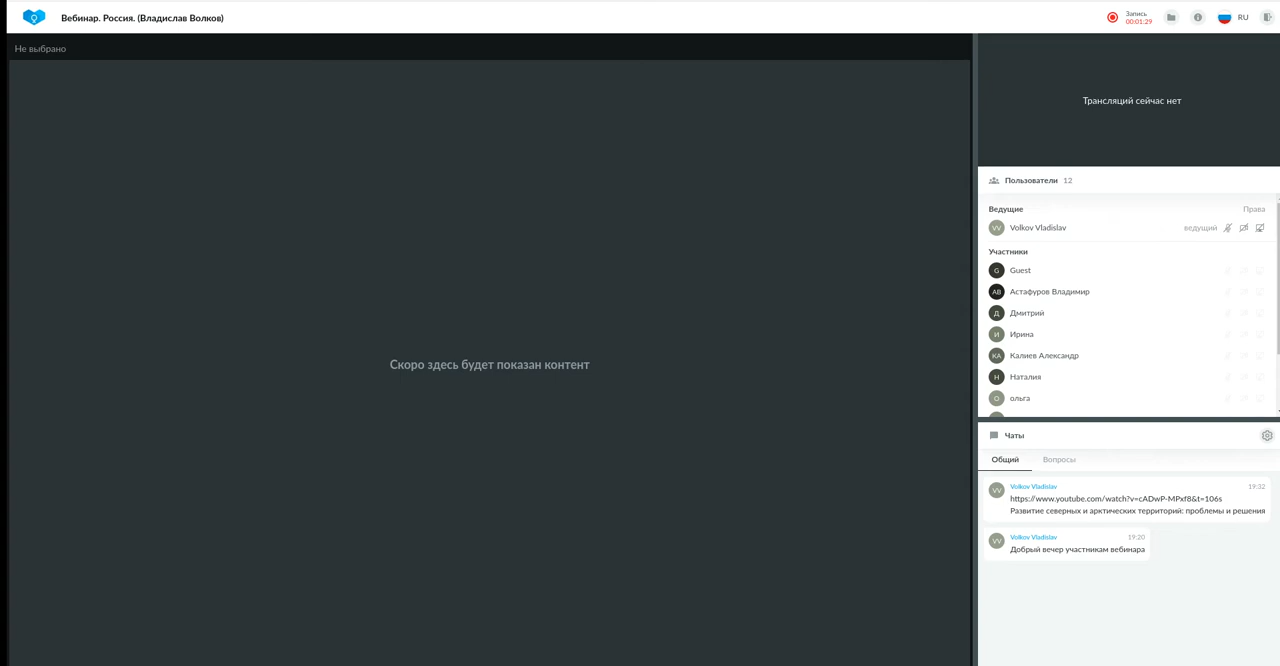 Вебинар. Россия. (Владислав Волков)
Запись
00:01:29
RU
Не выбрано
Скоро здесь будет показан контент
Трансляций сейчас нет
Пользователи 12
Ведущие Права
VV Volkov Vladislav ведущий
Участники
G Guest
АВ Астафуров Владимир
Д Дмитрий
И Ирина
КА Калиев Александр
Н Наталия
О ольга
Чаты
Общий Вопросы
VV Volkov Vladislav 19:32
https://www.youtube.com/watch?v=cADwP-MPxf8&t=106s
Развитие северных и арктических территорий: проблемы и решения
VV Volkov Vladislav 19:20
Добрый вечер участникам вебинара